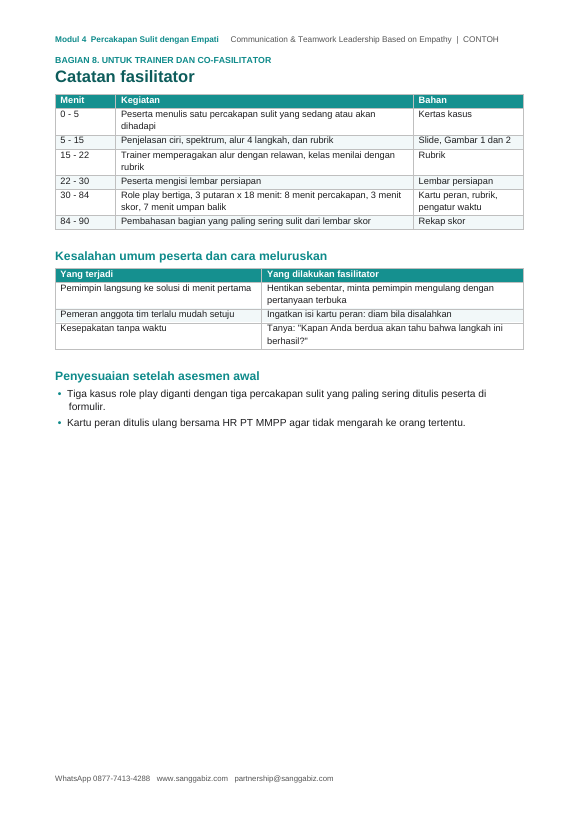 Modul 4  Percakapan Sulit dengan Empati    Communication & Teamwork Leadership Based on Empathy  |  CONTOH
BAGIAN 8. UNTUK TRAINER DAN CO-FASILITATOR
Catatan fasilitator
Menit    Kegiatan    Bahan
0 - 5    Peserta menulis satu percakapan sulit yang sedang atau akan    Kertas kasus
dihadapi
5 - 15    Penjelasan ciri, spektrum, alur 4 langkah, dan rubrik    Slide, Gambar 1 dan 2
15 - 22    Trainer memperagakan alur dengan relawan, kelas menilai dengan    Rubrik
rubrik
22 - 30    Peserta mengisi lembar persiapan    Lembar persiapan
30 - 84    Role play bertiga, 3 putaran x 18 menit: 8 menit percakapan, 3 menit    Kartu peran, rubrik,
skor, 7 menit umpan balik    pengatur waktu
84 - 90    Pembahasan bagian yang paling sering sulit dari lembar skor    Rekap skor
Kesalahan umum peserta dan cara meluruskan
Yang terjadi    Yang dilakukan fasilitator
Pemimpin langsung ke solusi di menit pertama    Hentikan sebentar, minta pemimpin mengulang dengan
pertanyaan terbuka
Pemeran anggota tim terlalu mudah setuju    Ingatkan isi kartu peran: diam bila disalahkan
Kesepakatan tanpa waktu    Tanya: "Kapan Anda berdua akan tahu bahwa langkah ini
berhasil?"
Penyesuaian setelah asesmen awal
• Tiga kasus role play diganti dengan tiga percakapan sulit yang paling sering ditulis peserta di
formulir.
• Kartu peran ditulis ulang bersama HR PT MMPP agar tidak mengarah ke orang tertentu.
WhatsApp 0877-7413-4288   www.sanggabiz.com   partnership@sanggabiz.com